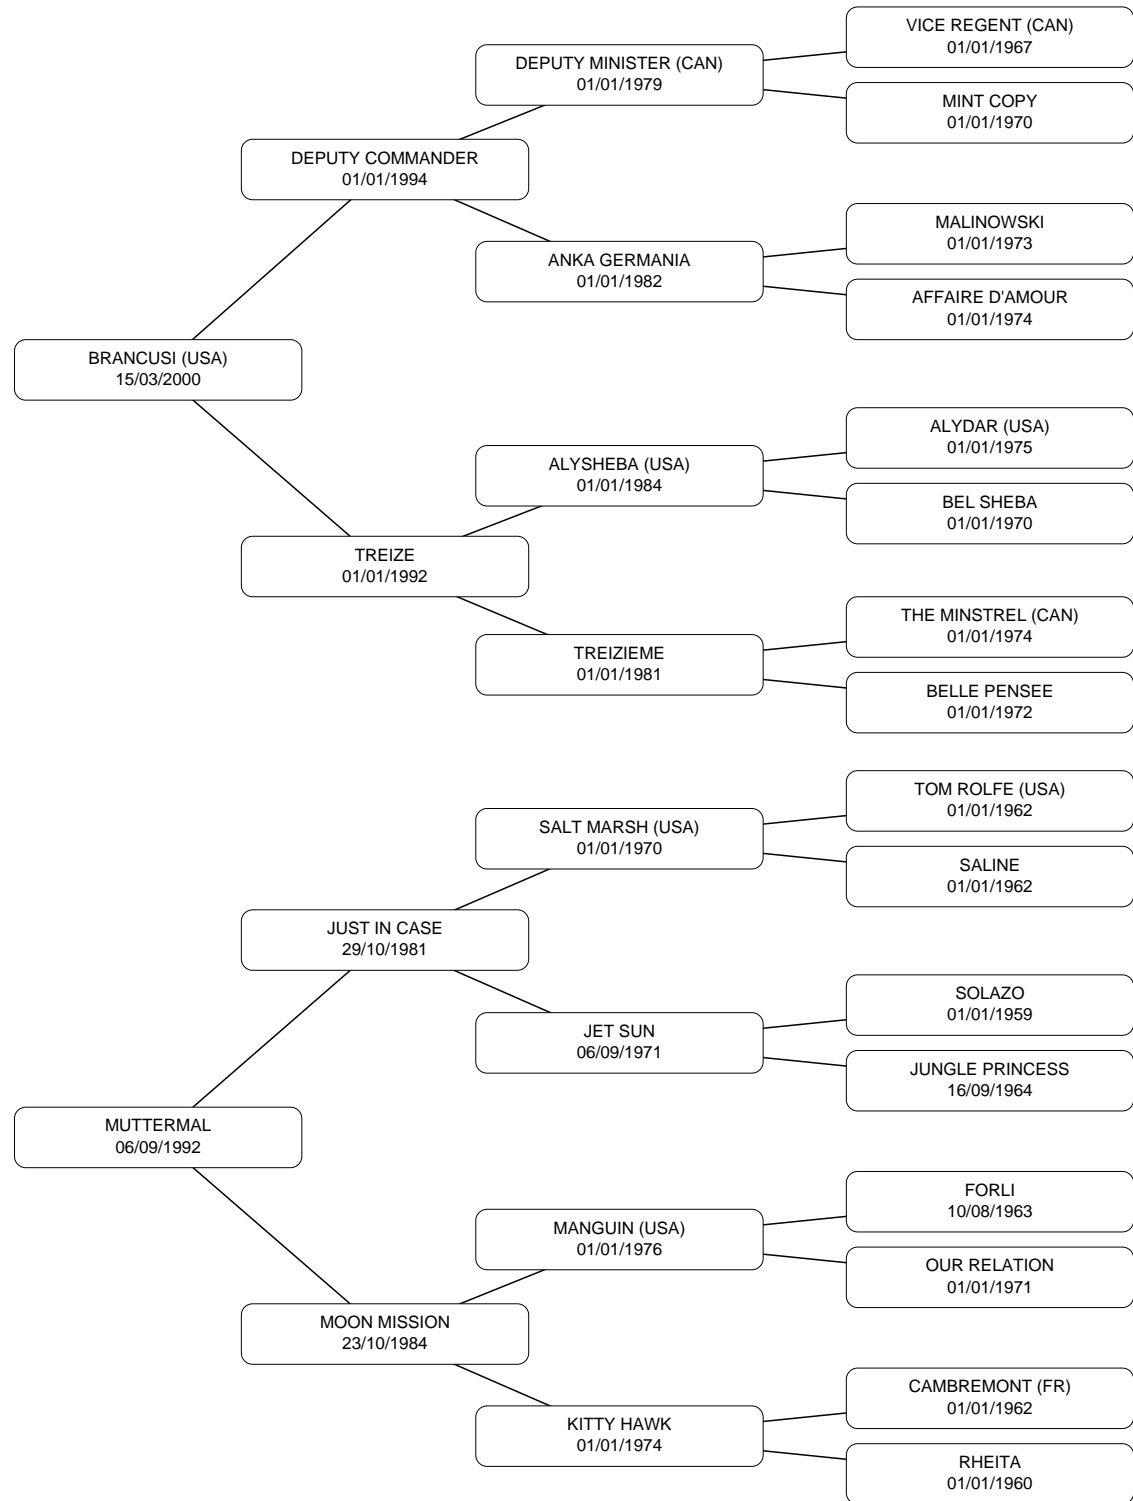 VICE REGENT (CAN)
01/01/1967
DEPUTY MINISTER (CAN)
01/01/1979
MINT COPY
01/01/1970
DEPUTY COMMANDER
01/01/1994
MALINOWSKI
01/01/1973
ANKA GERMANIA
01/01/1982
AFFAIRE D'AMOUR
01/01/1974
BRANCUSI (USA)
15/03/2000
ALYDAR (USA)
01/01/1975
ALYSHEBA (USA)
01/01/1984
BEL SHEBA
01/01/1970
TREIZE
01/01/1992
THE MINSTREL (CAN)
01/01/1974
TREIZIEME
01/01/1981
BELLE PENSEE
01/01/1972
TOM ROLFE (USA)
01/01/1962
SALT MARSH (USA)
01/01/1970
SALINE
01/01/1962
JUST IN CASE
29/10/1981
SOLAZO
01/01/1959
JET SUN
06/09/1971
JUNGLE PRINCESS
16/09/1964
MUTTERMAL
06/09/1992
FORLI
10/08/1963
MANGUIN (USA)
01/01/1976
OUR RELATION
01/01/1971
MOON MISSION
23/10/1984
CAMBREMONT (FR)
01/01/1962
KITTY HAWK
01/01/1974
RHEITA
01/01/1960